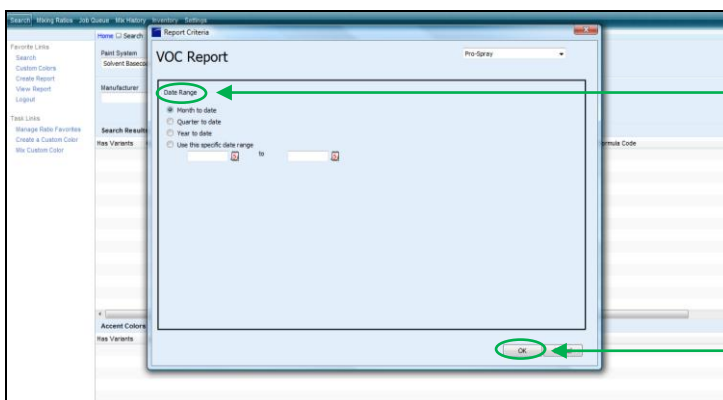 Search Mixing Ratios Job Queue Mix History Inventory Settings
Home Search
Report Criteria
Favorite Links
Search
Custom Colors
Create Report
View Report
Logout
Task Links
Manage Ratio Favorites
Create a Custom Color
Mix Custom Color
Paint System
Solvent
Manufacturer
Search Results
Has Variants
Formula Code
VOC Report
Pro-Spray
Date Range
Month to date
Quarter to date
Year to date
Use this specific date range
to
OK
Accent Colors
Has Variants